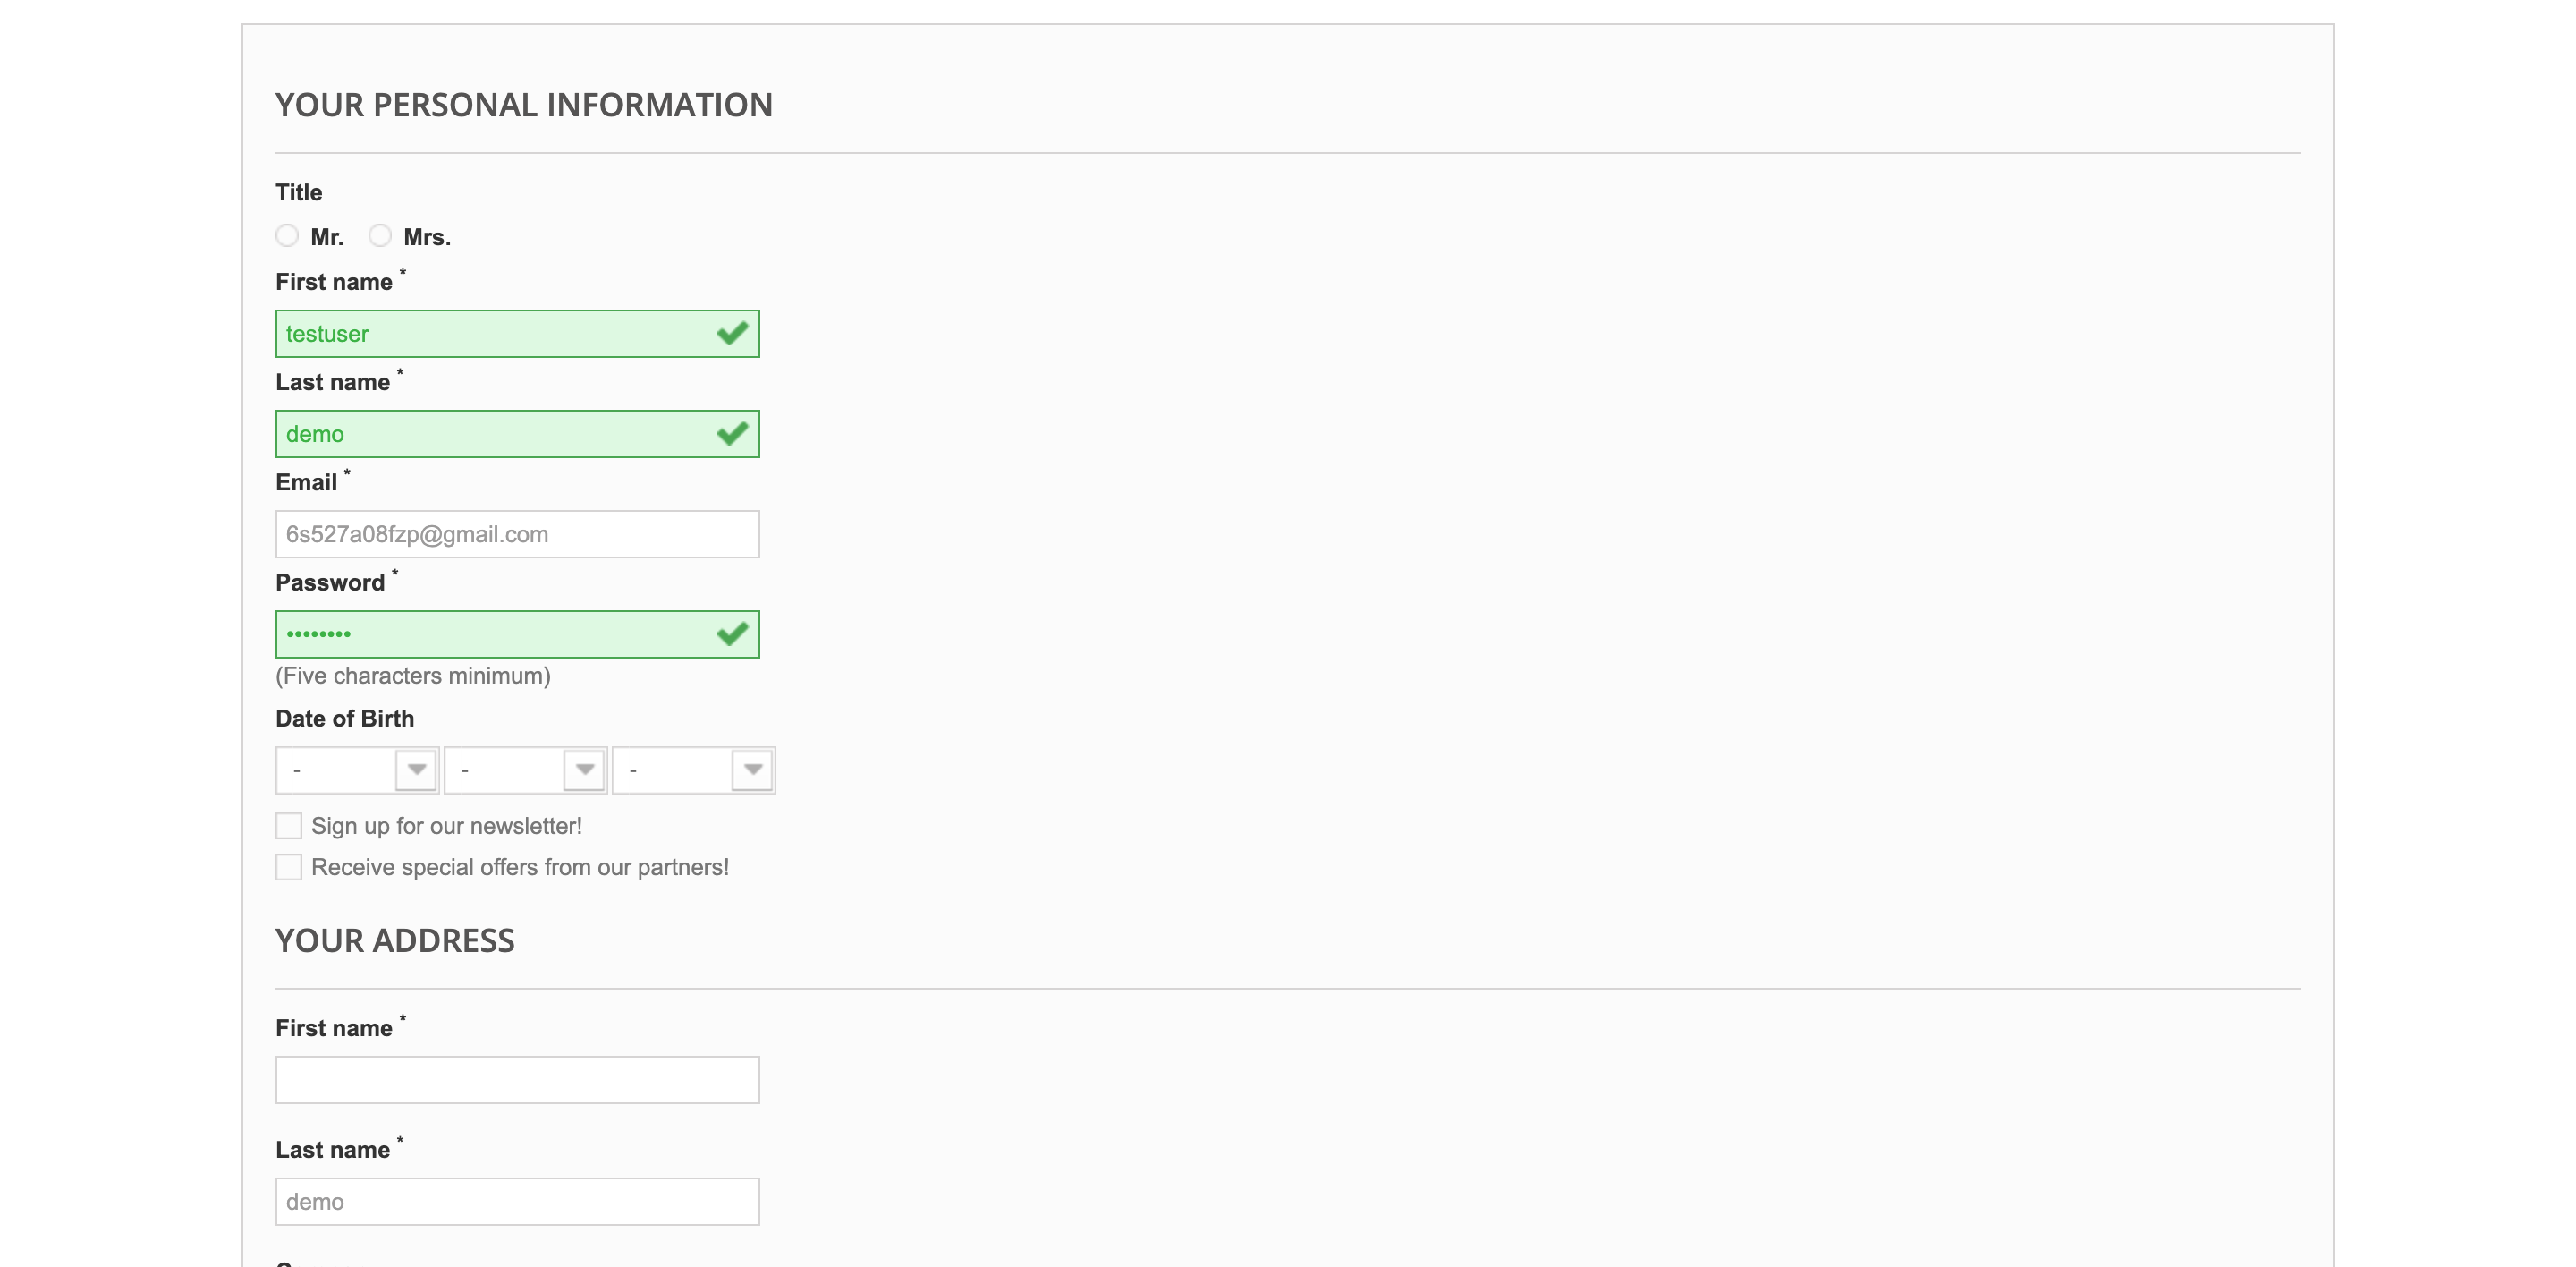 YOUR PERSONAL INFORMATION
Title
Mr. Mrs.
First name *
testuser
Last name *
demo
Email *
6s527a08fzp@gmail.com
Password *
••••••••
(Five characters minimum)
Date of Birth
- - -
Sign up for our newsletter!
Receive special offers from our partners!
YOUR ADDRESS
First name *
Last name *
demo